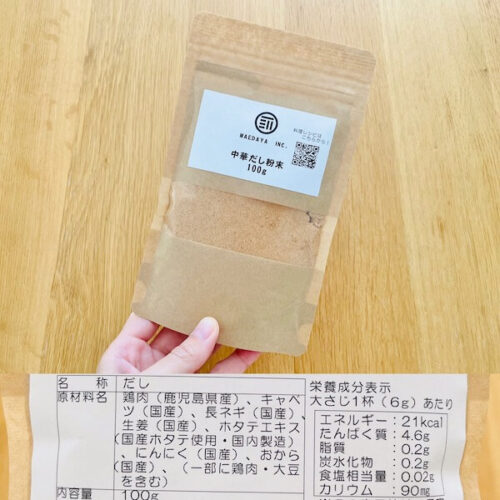 MAEDAYA INC.
料理レシピは
こちらから!
中華だし粉末
100g
名 称 だし
原材料名 鶏肉(鹿児島県産)、キャベ
ツ(国産)、長ネギ(国産)、
生姜(国産)、ホタテエキス
(国産ホタテ使用・国内製造)
、にんにく(国産)、おから
(国産)、(一部に鶏肉・大豆
を含む)
内容量 100g
栄養成分表示
大さじ1杯(6g)あたり
エネルギー:21kcal
たんぱく質:4.6g
脂質 :0.2g
炭水化物 :0.2g
食塩相当量:0.02g
カリウム :90mg